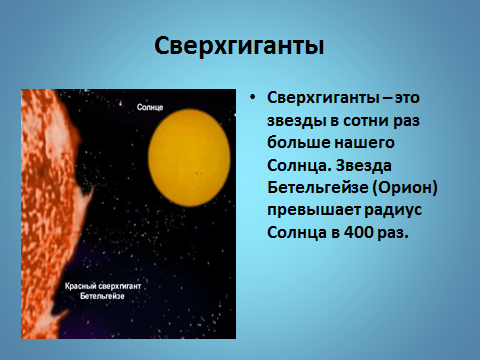 Сверхгиганты
Солнце
Красный сверхгигант
Бетельгейзе
• Сверхгиганты – это
звезды в сотни раз
больше нашего
Солнца. Звезда
Бетельгейзе (Орион)
превышает радиус
Солнца в 400 раз.